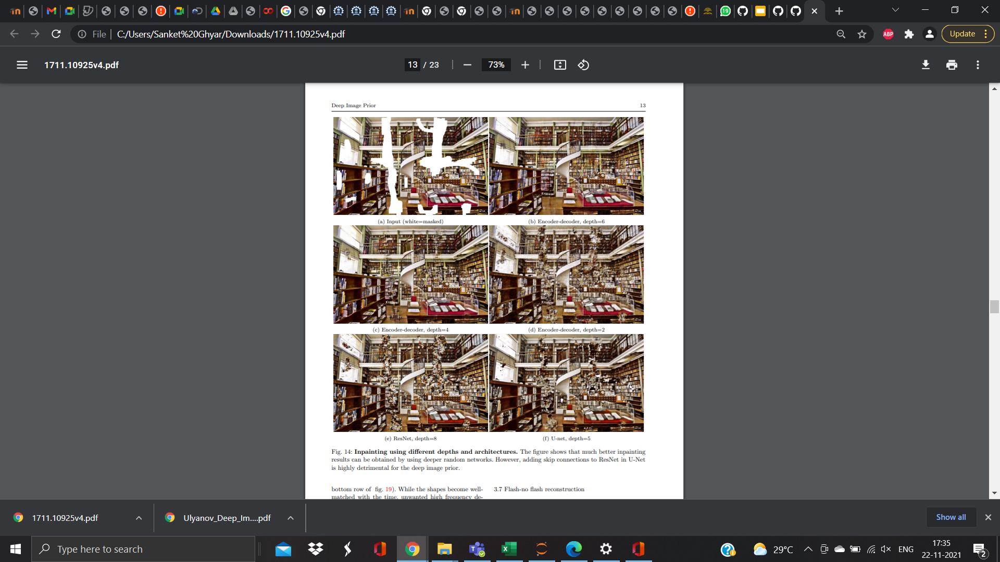 19
File
C:/Users/Sanket%20Ghyar/Downloads/1711.10925v4.pdf
ABP
Update
1711.10925v4.pdf
13 / 23
73%
Deep Image Prior 13
(a) Input (white=masked)
(b) Encoder-decoder, depth=6
(c) Encoder-decoder, depth=4
(d) Encoder-decoder, depth=2
(e) ResNet, depth=8
(f) U-net, depth=5
Fig. 14: Inpainting using different depths and architectures. The figure shows that much better inpainting
results can be obtained by using deeper random networks. However, adding skip connections to ResNet in U-Net
is highly detrimental for the deep image prior.
bottom row of fig. 19). While the shapes become well-
matched with the time, unwanted high frequency de-
3.7 Flash-no flash reconstruction
1711.10925v4.pdf
Ulyanov_Deep_Im....pdf
Show all
Type here to search
29°C
ENG
17:35
22-11-2021
2